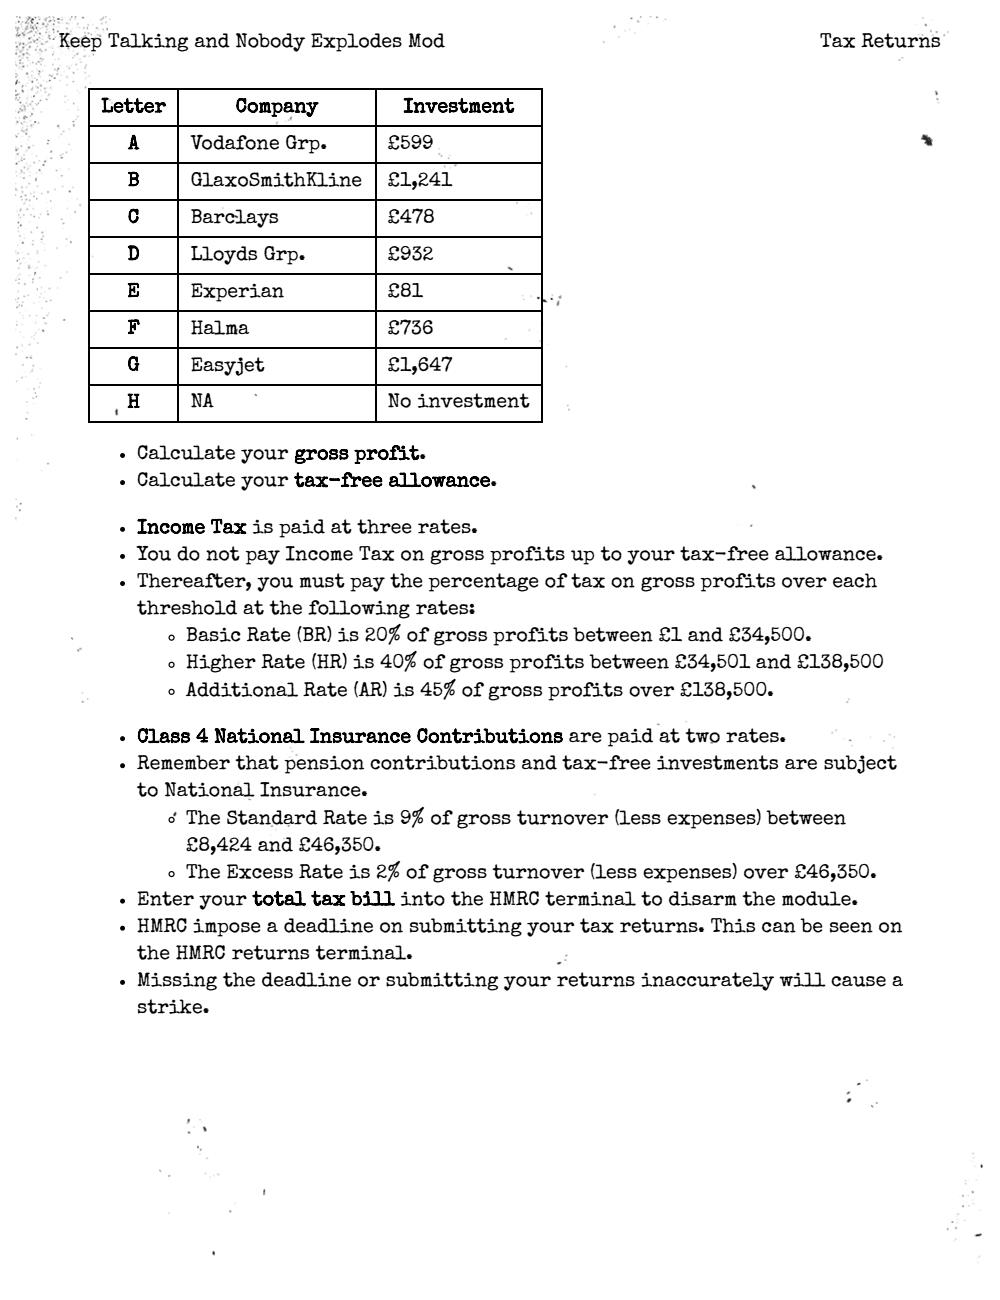 Keep Talking and Nobody Explodes Mod Tax Returns
Letter Company Investment
A Vodafone Grp. £599
B GlaxoSmithKline £1,241
C Barclays £478
D Lloyds Grp. £932
E Experian £81
F Halma £736
G Easyjet £1,647
H NA No investment
• Calculate your gross profit.
• Calculate your tax-free allowance.
• Income Tax is paid at three rates.
• You do not pay Income Tax on gross profits up to your tax-free allowance.
• Thereafter, you must pay the percentage of tax on gross profits over each
threshold at the following rates:
◦ Basic Rate (BR) is 20% of gross profits between £1 and £34,500.
◦ Higher Rate (HR) is 40% of gross profits between £34,501 and £138,500
◦ Additional Rate (AR) is 45% of gross profits over £138,500.
• Class 4 National Insurance Contributions are paid at two rates.
• Remember that pension contributions and tax-free investments are subject
to National Insurance.
◦ The Standard Rate is 9% of gross turnover (less expenses) between
£8,424 and £46,350.
◦ The Excess Rate is 2% of gross turnover (less expenses) over £46,350.
• Enter your total tax bill into the HMRC terminal to disarm the module.
• HMRC impose a deadline on submitting your tax returns. This can be seen on
the HMRC returns terminal.
• Missing the deadline or submitting your returns inaccurately will cause a
strike.